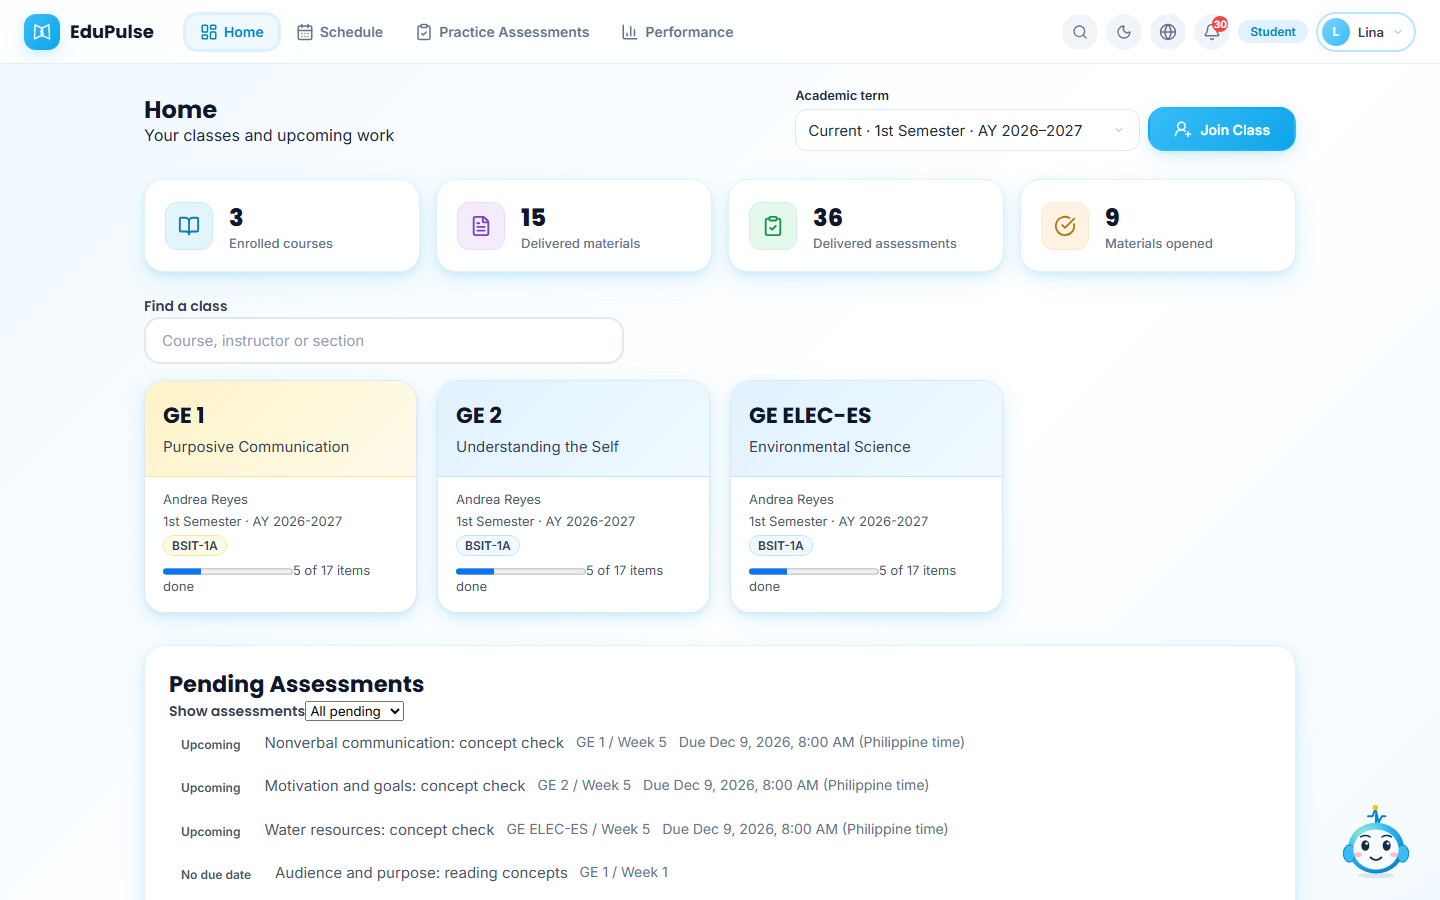 EduPulse
Home
Schedule
Practice Assessments
Performance
30
Student
L
Lina
Home
Your classes and upcoming work
Academic term
Current · 1st Semester · AY 2026–2027
Join Class
3
Enrolled courses
15
Delivered materials
36
Delivered assessments
9
Materials opened
Find a class
Course, instructor or section
GE 1
Purposive Communication
Andrea Reyes
1st Semester · AY 2026-2027
BSIT-1A
5 of 17 items
done
GE 2
Understanding the Self
Andrea Reyes
1st Semester · AY 2026-2027
BSIT-1A
5 of 17 items
done
GE ELEC-ES
Environmental Science
Andrea Reyes
1st Semester · AY 2026-2027
BSIT-1A
5 of 17 items
done
Pending Assessments
Show assessments All pending
Upcoming Nonverbal communication: concept check GE 1 / Week 5 Due Dec 9, 2026, 8:00 AM (Philippine time)
Upcoming Motivation and goals: concept check GE 2 / Week 5 Due Dec 9, 2026, 8:00 AM (Philippine time)
Upcoming Water resources: concept check GE ELEC-ES / Week 5 Due Dec 9, 2026, 8:00 AM (Philippine time)
No due date Audience and purpose: reading concepts GE 1 / Week 1